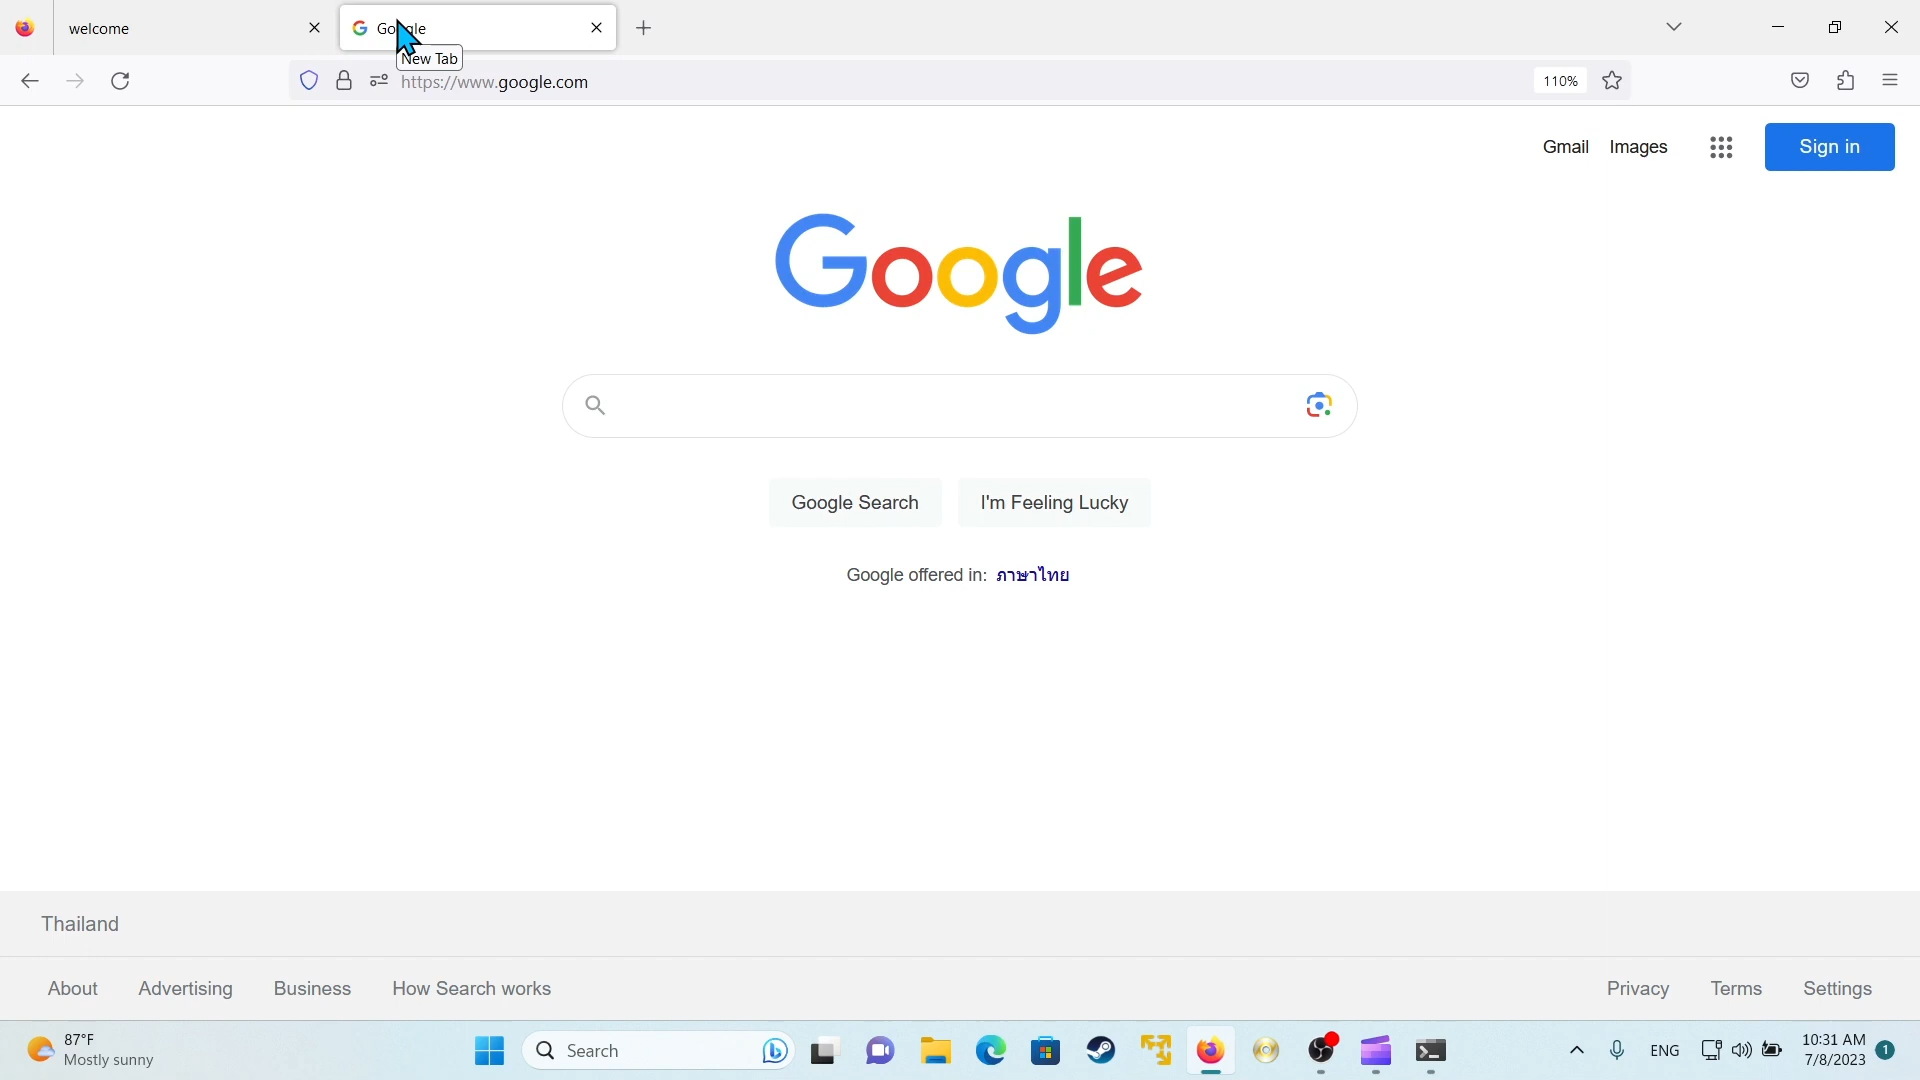 welcome
Google
New Tab
https://www.google.com
110%
Gmail Images
Sign in
Google
Google Search
I'm Feeling Lucky
Google offered in: ภาษาไทย
Thailand
About Advertising Business How Search works
Privacy Terms Settings
87°F
Mostly sunny
Search
ENG
10:31 AM
7/8/2023
1